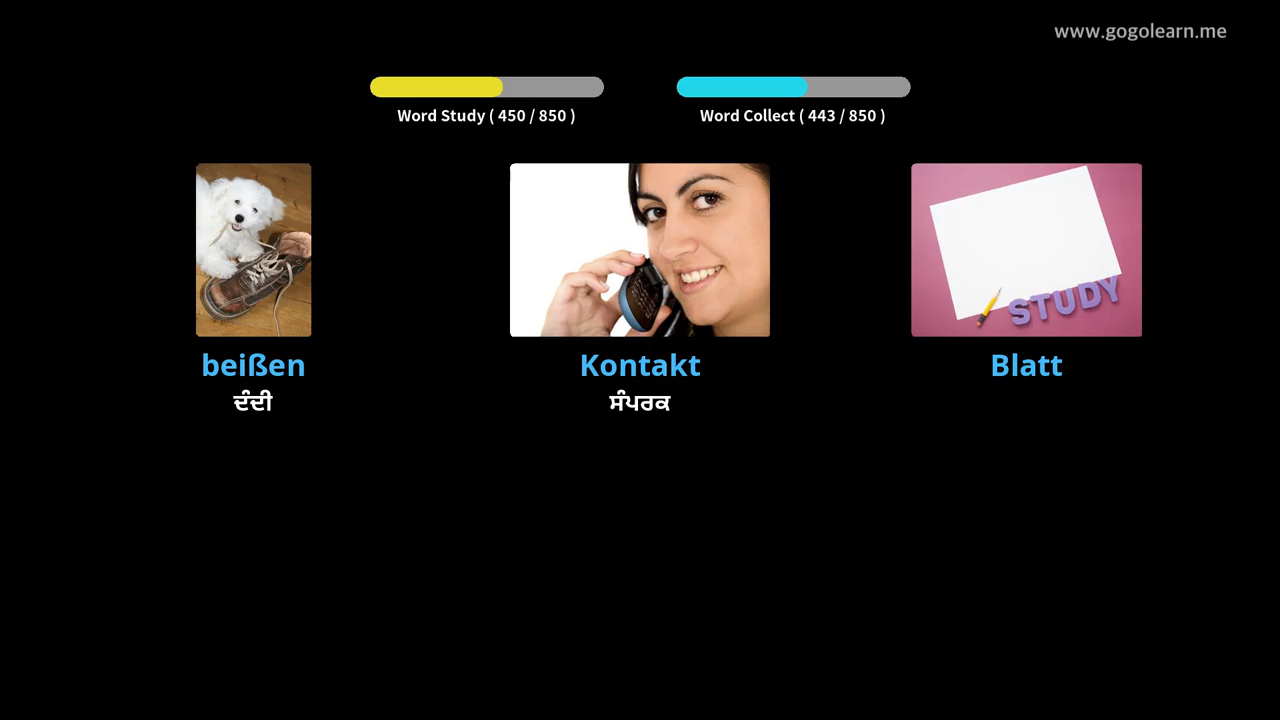 www.gogolearn.me
Word Study ( 450 / 850 )
Word Collect ( 443 / 850 )
STUDY
beißen
Kontakt
Blatt
ਦੰਦੀ
ਸੰਪਰਕ